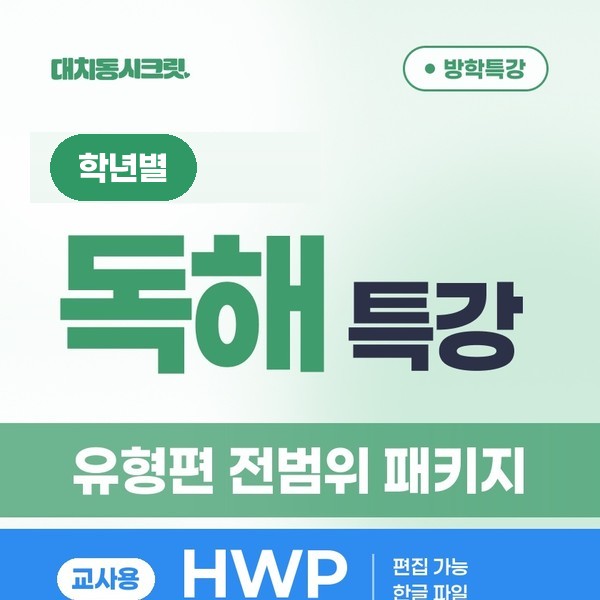 대치동시크릿
방학특강
학년별
독해 특강
유형편 전범위 패키지
교사용 HWP 편집 가능
한글 파일